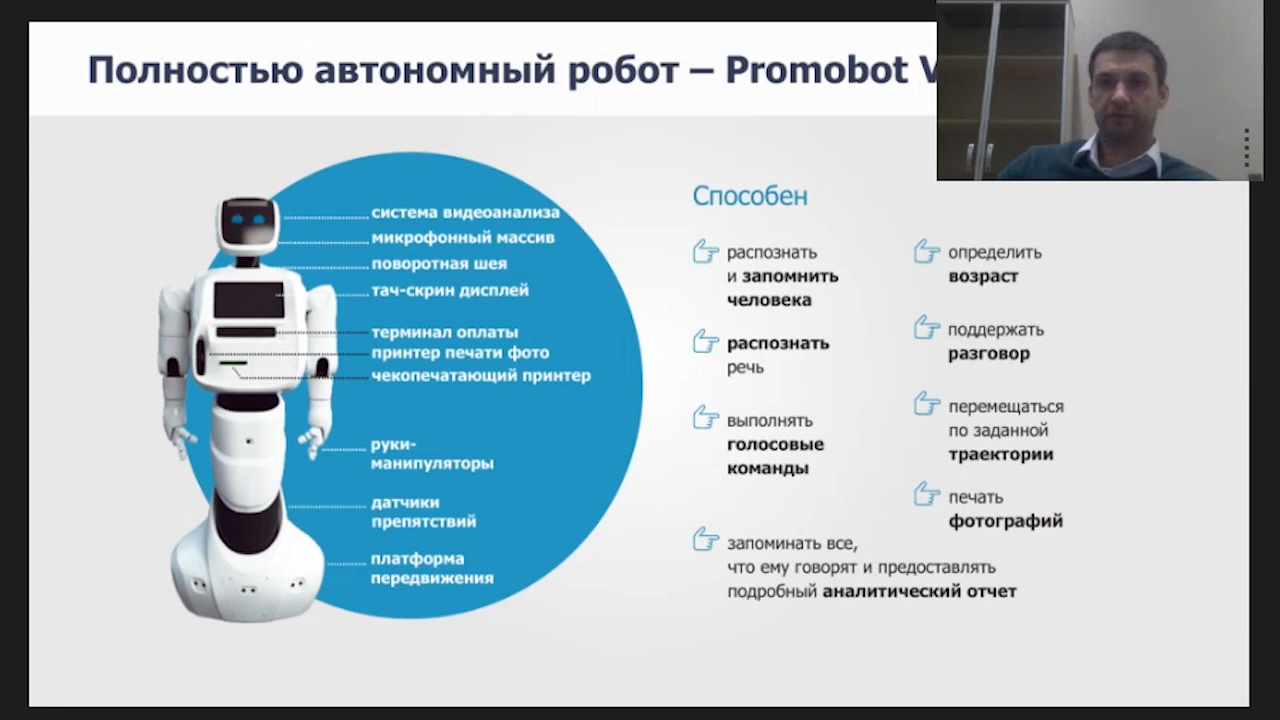 Полностью автономный робот – Promobot V
система видеоанализа
микрофонный массив
поворотная шея
тач-скрин дисплей
терминал оплаты
принтер печати фото
чекопечатающий принтер
руки-
манипуляторы
датчики
препятствий
платформа
передвижения
Способен
распознать
и запомнить
человека
распознать
речь
выполнять
голосовые
команды
определить
возраст
поддержать
разговор
перемещаться
по заданной
траектории
печать
фотографий
запоминать все,
что ему говорят и предоставлять
подробный аналитический отчет